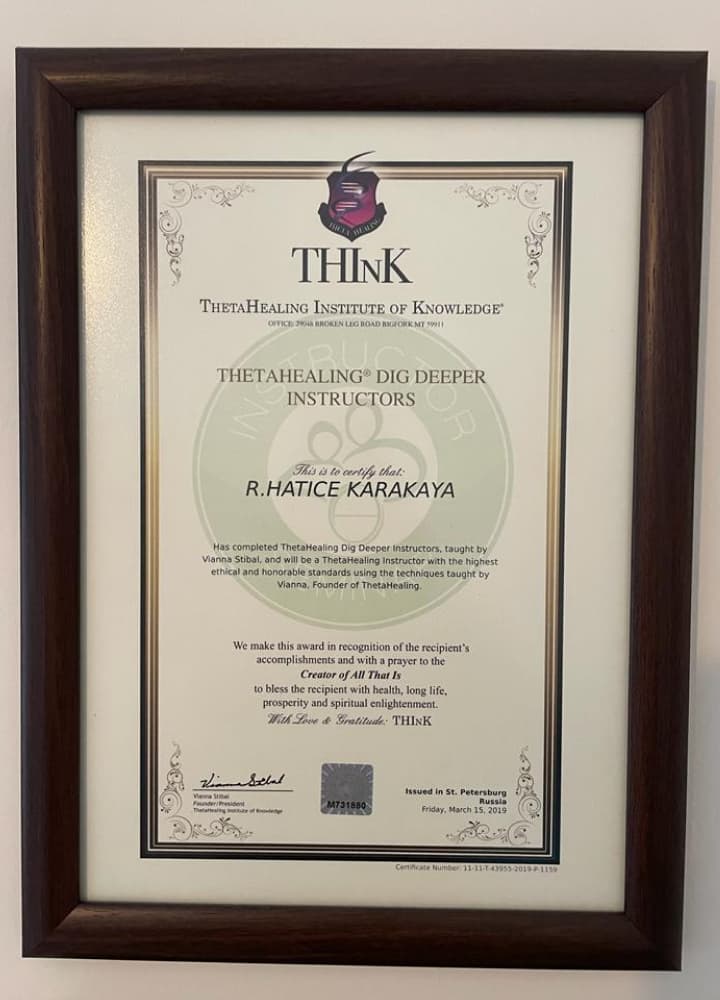 THETA HEALING
THInK
ThetaHealing Institute of Knowledge®
OFFICE: 29048 BROKEN LEG ROAD BIGFORK MT 59911
INSTRUCTOR
THETAHEALING® DIG DEEPER
INSTRUCTORS
This is to certify that:
R.HATICE KARAKAYA
Has completed ThetaHealing Dig Deeper Instructors, taught by
Vianna Stibal, and will be a ThetaHealing Instructor with the highest
ethical and honorable standards using the techniques taught by
Vianna, Founder of ThetaHealing.
We make this award in recognition of the recipient's
accomplishments and with a prayer to the
Creator of All That Is
to bless the recipient with health, long life,
prosperity and spiritual enlightenment.
With Love & Gratitude: THInK
Vianna Stibal
Vianna Stibal
Founder/President
ThetaHealing Institute of Knowledge
M731880
Issued in St. Petersburg
Russia
Friday, March 15, 2019
Certificate Number: 11-11-T-43955-2019-P-1159